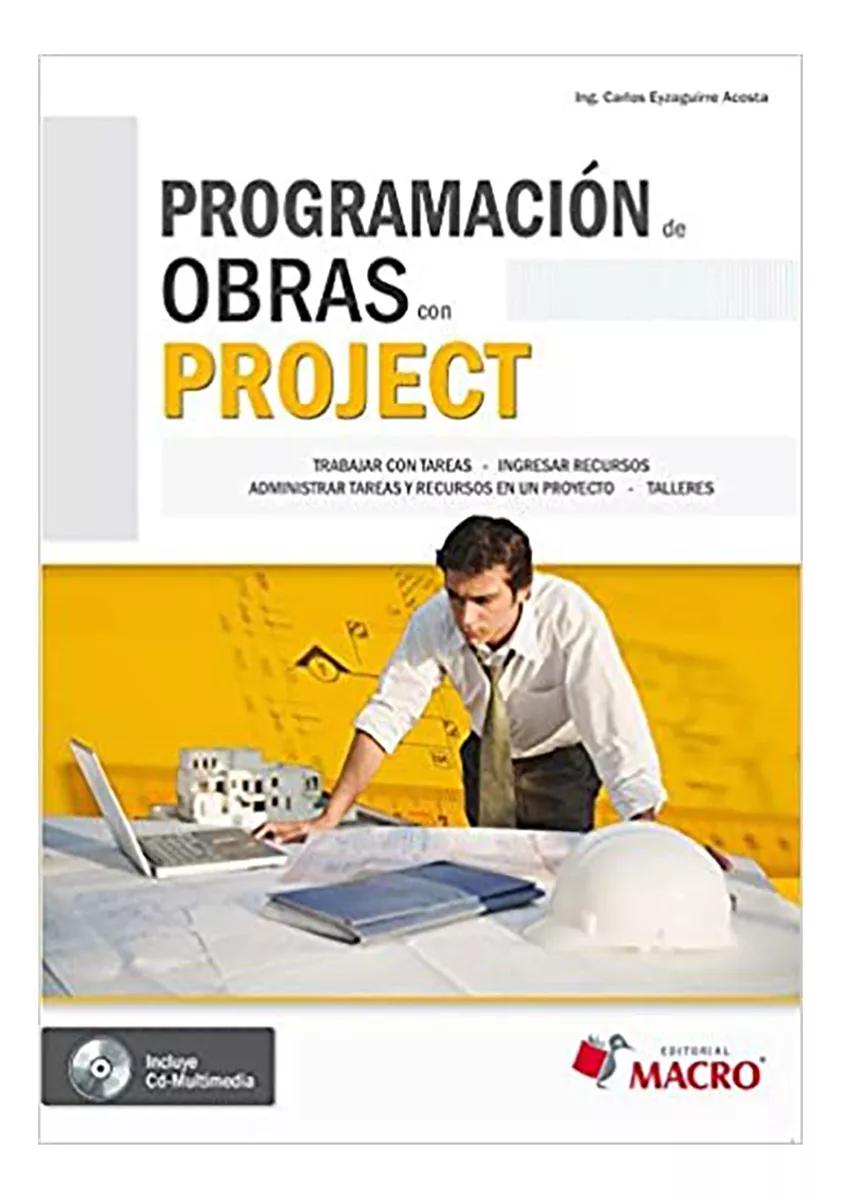 Ing. Carlos Eyzaguirre Acosta
PROGRAMACIÓN de
OBRAS con
PROJECT
TRABAJAR CON TAREAS - INGRESAR RECURSOS
ADMINISTRAR TAREAS Y RECURSOS EN UN PROYECTO - TALLERES
Incluye
Cd-Multimedia
EDITORIAL
MACRO®